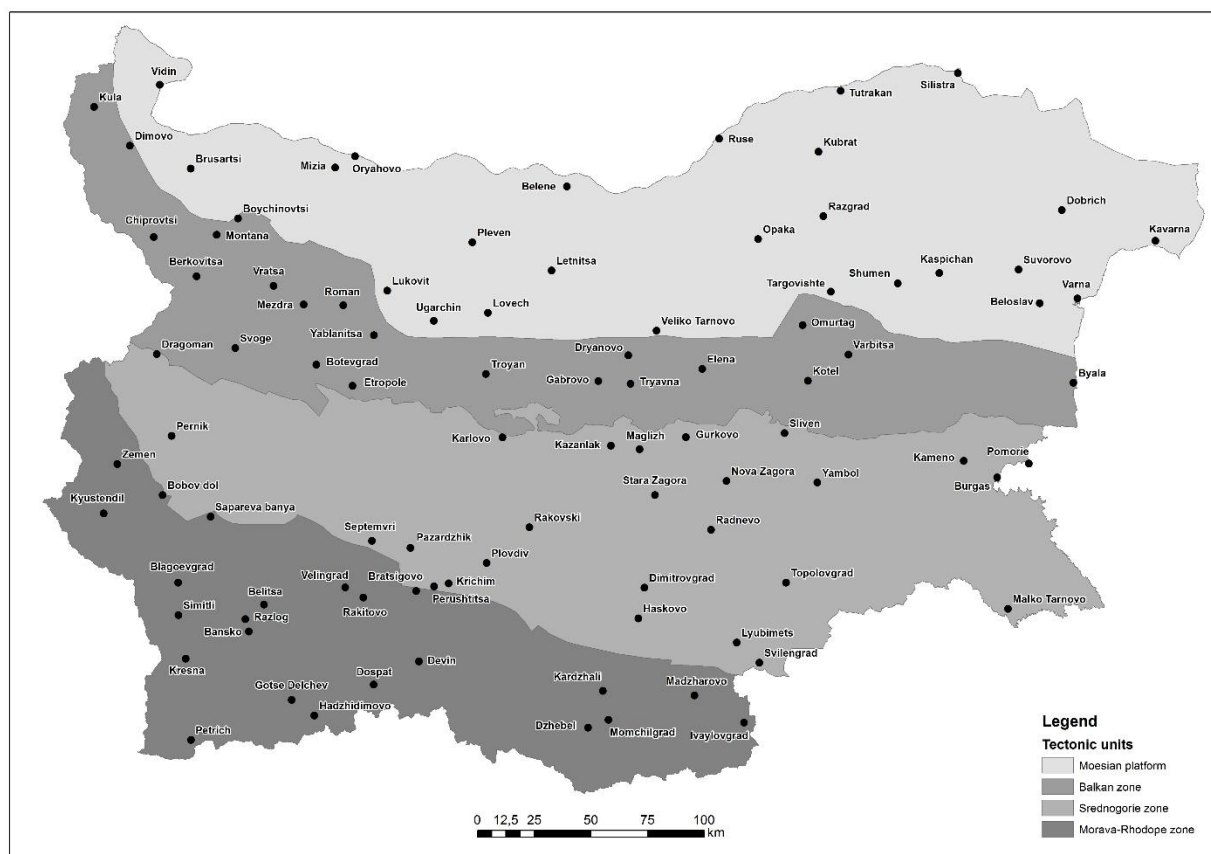 Vidin
Silistra
Tutrakan
Kula
Ruse
Dimovo
Kubrat
Brusartsi
Mizia
Oryahovo
Belene
Dobrich
Boychinovtsi
Razgrad
Chiprovtsi
Montana
Pleven
Opaka
Kavarna
Berkovitsa
Vratsa
Letnitsa
Kaspichan
Suvorovo
Lukovit
Shumen
Targovishte
Mezdra
Roman
Ugarchin
Lovech
Beloslav
Varna
Yablanitsa
Veliko Tarnovo
Omurtag
Dragoman
Svoge
Dryanovo
Varbitsa
Botevgrad
Troyan
Elena
Etropole
Gabrovo
Tryavna
Kotel
Byala
Pernik
Karlovo
Kazanlak
Maglizh
Gurkovo
Sliven
Zemen
Kameno
Pomorie
Bobov dol
Stara Zagora
Nova Zagora
Yambol
Burgas
Kyustendil
Sapareva banya
Septemvri
Rakovski
Radnevo
Pazardzhik
Plovdiv
Blagoevgrad
Velingrad
Bratsigovo
Krichim
Dimitrovgrad
Topolovgrad
Belitsa
Perushtitsa
Simitli
Razlog
Rakitovo
Haskovo
Malko Tarnovo
Bansko
Lyubimets
Kresna
Devin
Svilengrad
Gotse Delchev
Dospat
Kardzhali
Madzharovo
Hadzhidimovo
Petrich
Dzhebel
Momchilgrad
Ivaylovgrad
Legend
Tectonic units
Moesian platform
Balkan zone
Srednogorie zone
Morava-Rhodope zone
0 12,5 25 50 75 100
km